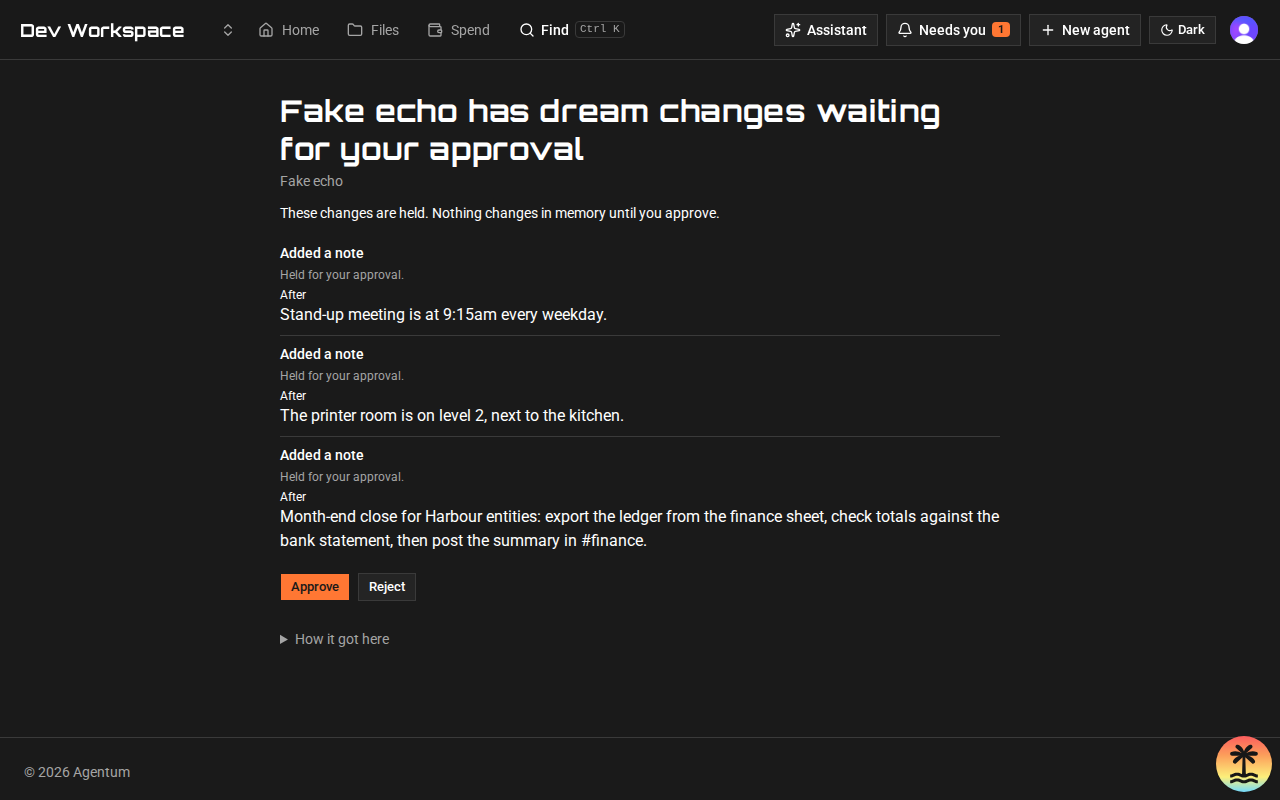 Dev Workspace
Home
Files
Spend
Find
Ctrl K
Assistant
Needs you 1
New agent
Dark
Fake echo has dream changes waiting
for your approval
Fake echo
These changes are held. Nothing changes in memory until you approve.
Added a note
Held for your approval.
After
Stand-up meeting is at 9:15am every weekday.
Added a note
Held for your approval.
After
The printer room is on level 2, next to the kitchen.
Added a note
Held for your approval.
After
Month-end close for Harbour entities: export the ledger from the finance sheet, check totals against the
bank statement, then post the summary in #finance.
Approve
Reject
How it got here
© 2026 Agentum